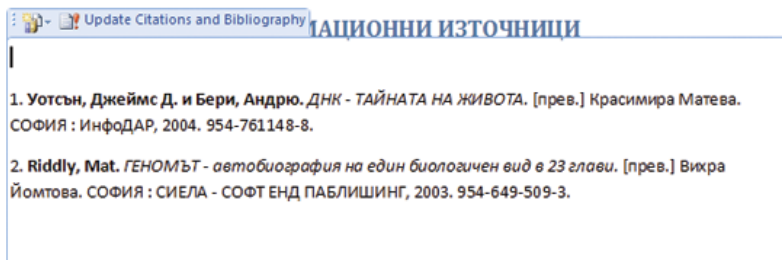 Update Citations and Bibliography
АЦИОННИ ИЗТОЧНИЦИ
1. Уотсън, Джеймс Д. и Бери, Андрю. ДНК - ТАЙНАТА НА ЖИВОТА. [прев.] Красимира Матева.
СОФИЯ : ИнфоДАР, 2004. 954-761148-8.
2. Riddly, Mat. ГЕНОМЪТ - автобиография на един биологичен вид в 23 глави. [прев.] Вихра
Йомтова. СОФИЯ : СИЕЛА - СОФТ ЕНД ПАБЛИШИНГ, 2003. 954-649-509-3.